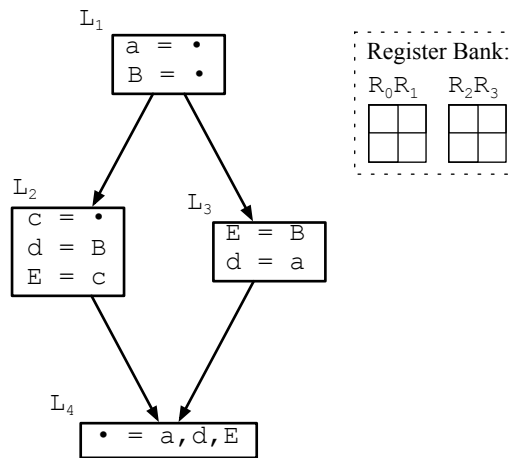 L₁
a = •
B = •
Register Bank:
R₀R₁ R₂R₃
L₂
c = •
d = B
E = c
L₃
E = B
d = a
L₄
• = a,d,E